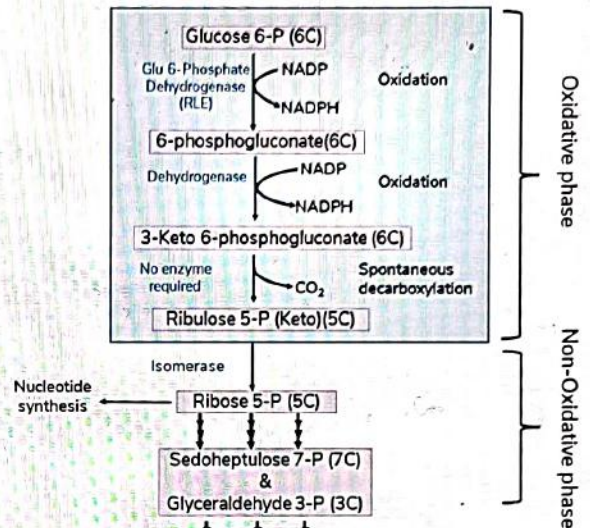 Glucose 6-P (6C)
Glu 6-Phosphate
Dehydrogenase
(RLE)
NADP
Oxidation
NADPH
6-phosphogluconate(6C)
Dehydrogenase
NADP
Oxidation
NADPH
3-Keto 6-phosphogluconate (6C)
No enzyme
required
CO₂
Spontaneous
decarboxylation
Ribulose 5-P (Keto)(5C)
Oxidative phase
Isomerase
Nucleotide
synthesis
Ribose 5-P (5C)
Sedoheptulose 7-P (7C)
&
Glyceraldehyde 3-P (3C)
Non-Oxidative phase